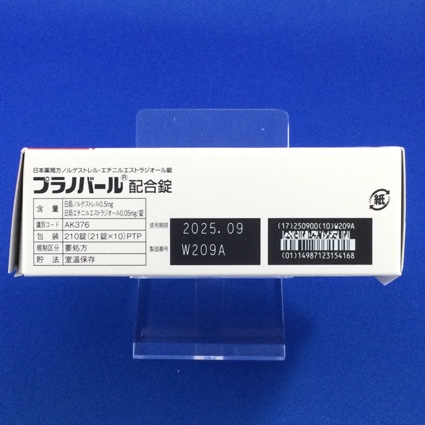 日本薬局方ノルゲストレル・エチニルエストラジオール錠
プラノバール®配合錠
含 量 日局ノルゲストレル0.5mg
日局エチニルエストラジオール0.05mg/錠
識別コード AK376
包 装 210錠(21錠×10)PTP
規制区分 要処方
貯 法 室温保存
使用期限 2025.09
製造番号 W209A
(17)250900(10)W209A
(01)14987123154168
紙